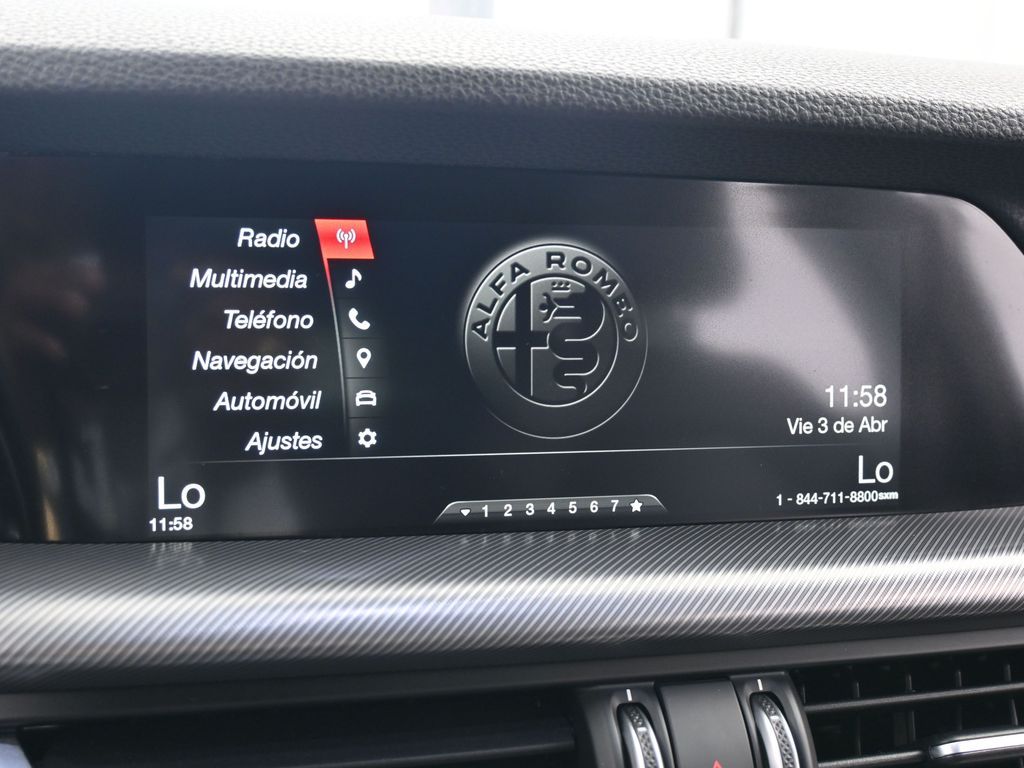 Radio
Multimedia
Teléfono
Navegación
Automóvil
Ajustes
ALFA ROMEO
11:58
Vie 3 de Abr
Lo
11:58
Lo
1 - 844-711-8800sxm
1 2 3 4 5 6 7